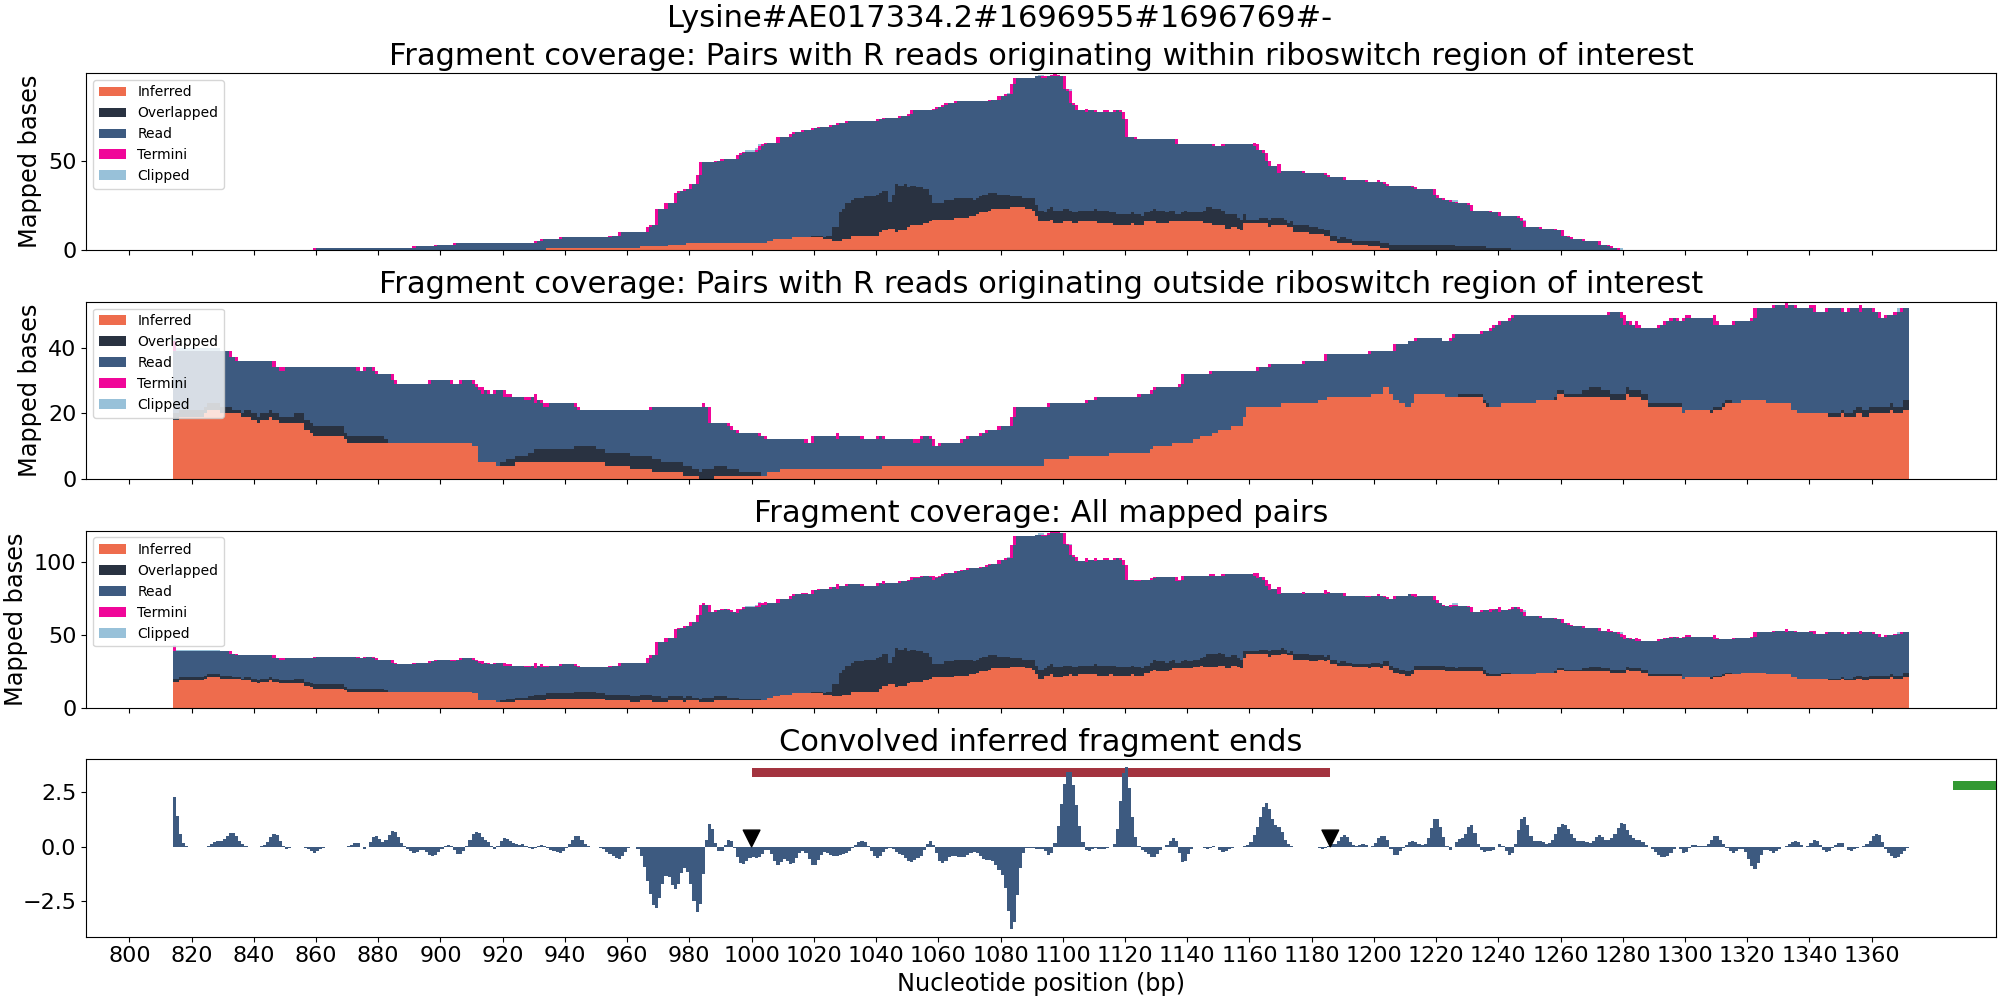 Lysine#AE017334.2#1696955#1696769#-
Fragment coverage: Pairs with R reads originating within riboswitch region of interest
Mapped bases
50
0
Inferred
Overlapped
Read
Termini
Clipped
Fragment coverage: Pairs with R reads originating outside riboswitch region of interest
Mapped bases
40
20
0
Inferred
Overlapped
Read
Termini
Clipped
Fragment coverage: All mapped pairs
Mapped bases
100
50
0
Inferred
Overlapped
Read
Termini
Clipped
Convolved inferred fragment ends
2.5
0.0
−2.5
800 820 840 860 880 900 920 940 960 980 1000 1020 1040 1060 1080 1100 1120 1140 1160 1180 1200 1220 1240 1260 1280 1300 1320 1340 1360
Nucleotide position (bp)